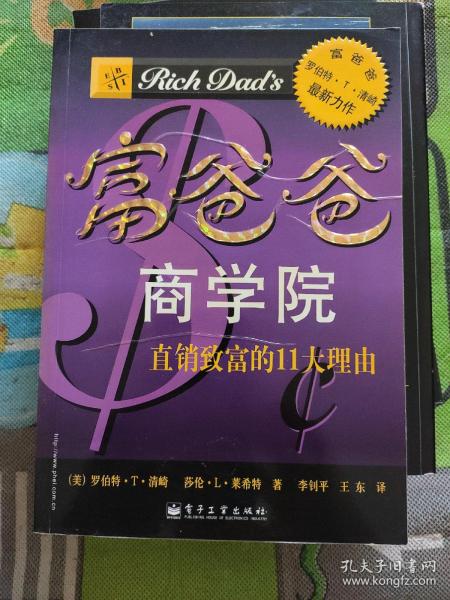 E B
S I
Rich Dad's
富爸爸
罗伯特·T·清崎
最新力作
富爸爸
商学院
直销致富的11大理由
¢
http://www.phei.com.cn
(美)罗伯特·T·清崎 莎伦·L·莱希特 著 李钊平 王东 译
电子工业出版社
PUBLISHING HOUSE OF ELECTRONICS INDUSTRY
孔夫子旧书网
www.kongfz.com